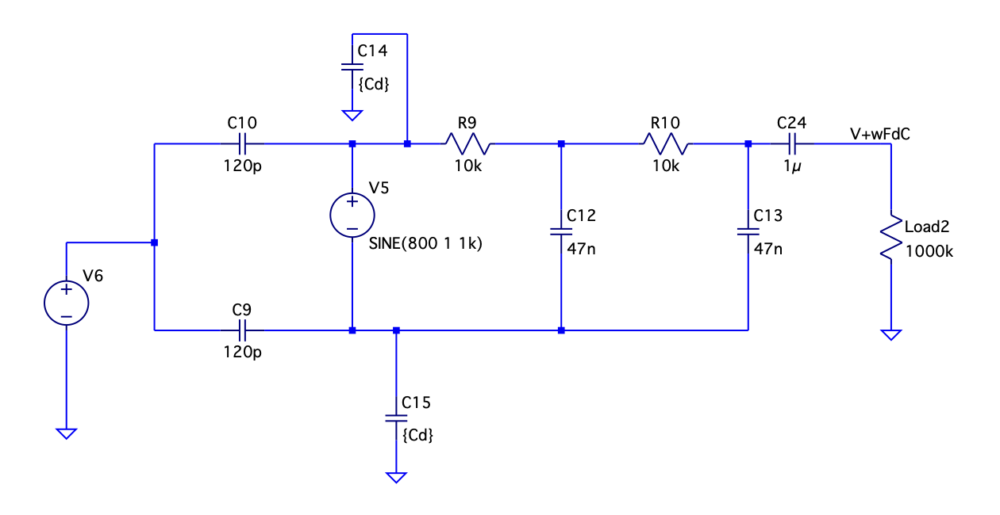 C14
{Cd}
C10
120p
R9
10k
R10
10k
C24
1µ
V+wFdC
V5
+
−
SINE(800 1 1k)
C12
47n
C13
47n
Load2
1000k
V6
+
−
C9
120p
C15
{Cd}